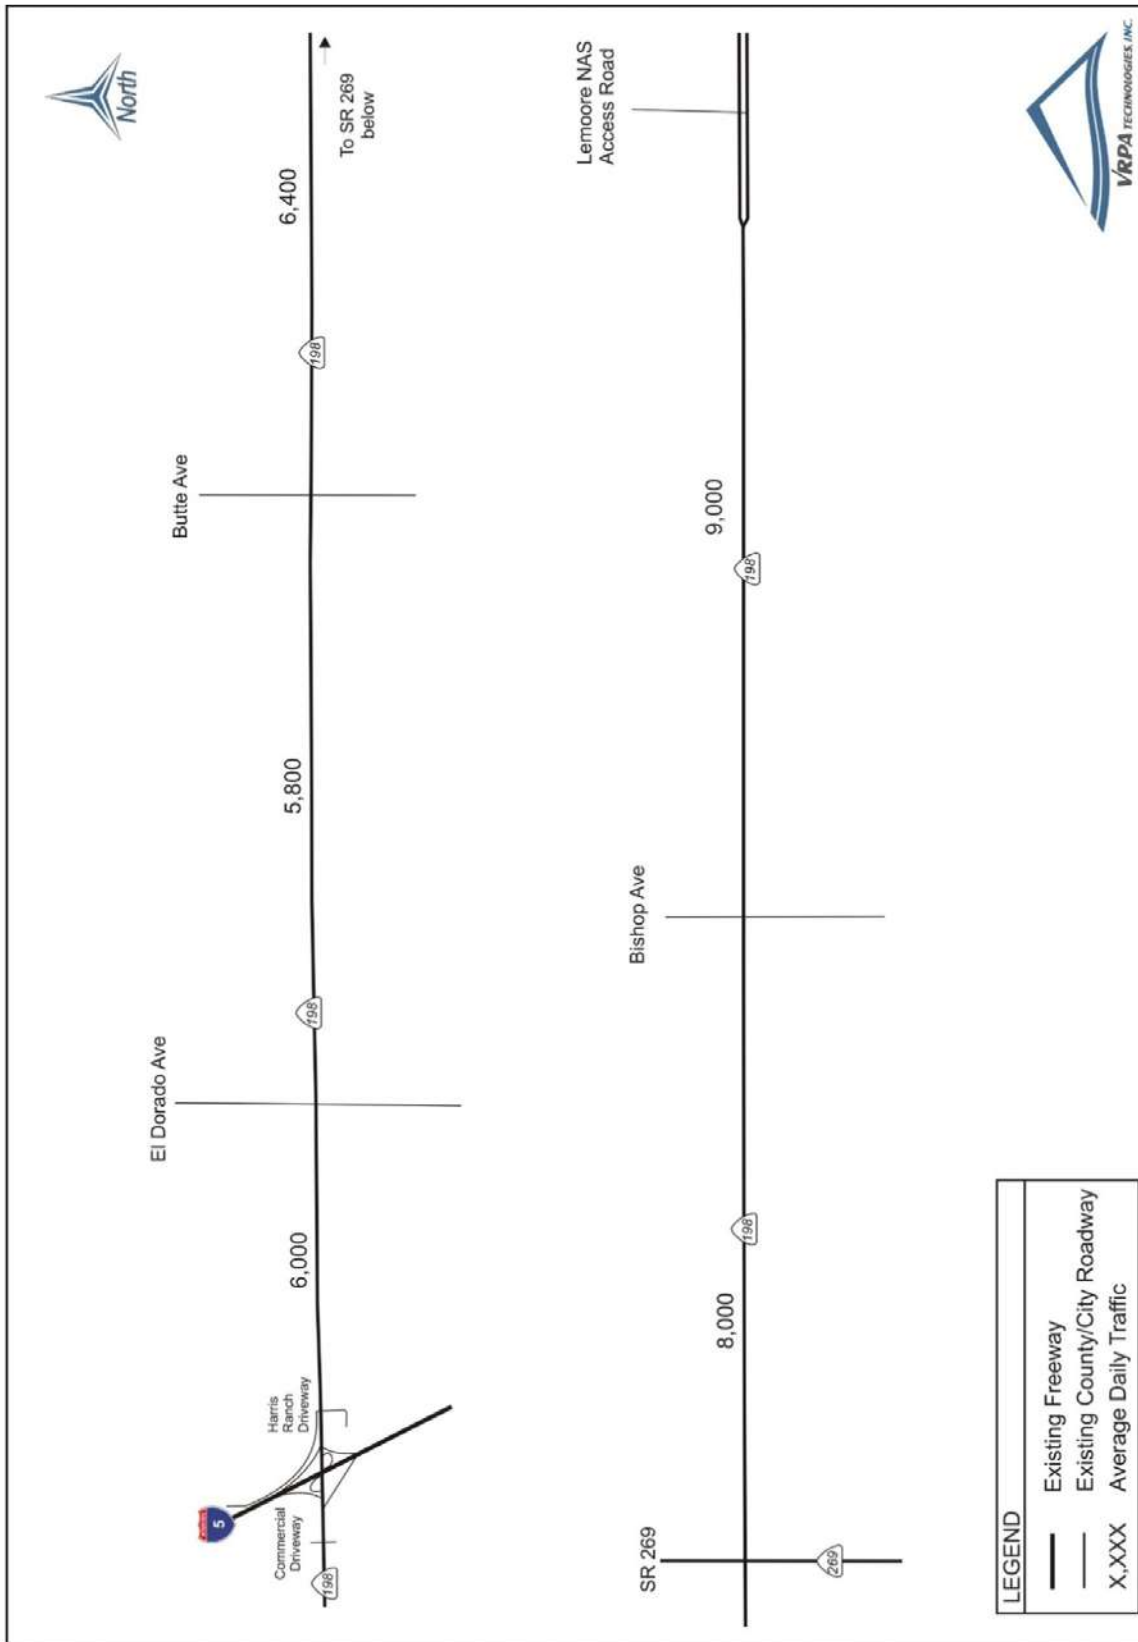 North
Butte Ave
El Dorado Ave
6,000
5,800
6,400
198
198
198
5
Commercial
Driveway
Harris
Ranch
Driveway
To SR 269
below
SR 269
269
8,000
198
Bishop Ave
9,000
198
Lemoore NAS
Access Road
LEGEND
Existing Freeway
Existing County/City Roadway
X,XXX Average Daily Traffic
VRPA TECHNOLOGIES, INC.